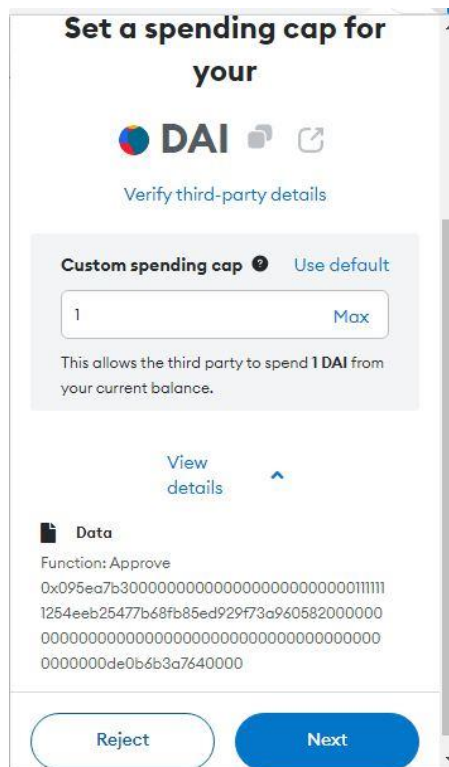 Set a spending cap for
your
DAI
Verify third-party details
Custom spending cap ? Use default
1 Max
This allows the third party to spend 1 DAI from
your current balance.
View
details
Data
Function: Approve
0x095ea7b3000000000000000000000000111111
1254eeb25477b68fb85ed929f73a960582000000
0000000000000000000000000000000000000000
0000000de0b6b3a7640000
Reject Next